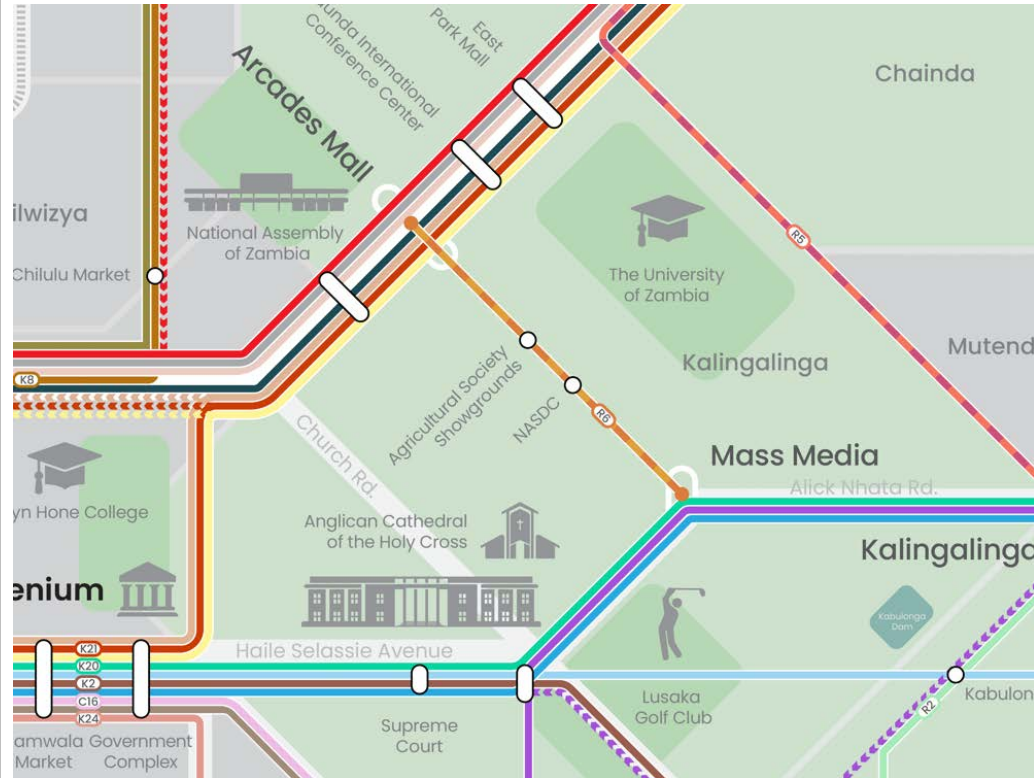 East
Park Mall
unda International
Conference Center
Arcades Mall
Chainda
ilwizya
National Assembly
of Zambia
Chilulu Market
R5
The University
of Zambia
Kalingalinga
Mutend
K8
Agricultural Society
Showgrounds
NASDC
R6
Church Rd.
Mass Media
Alick Nhata Rd.
yn Hone College
Anglican Cathedral
of the Holy Cross
Kalingalinga
enium
Kabulonga
Dam
K21
K20
K2
C16
K24
Haile Selassie Avenue
Lusaka
Golf Club
Kabulon
R2
Supreme
Court
amwala
Market
Government
Complex